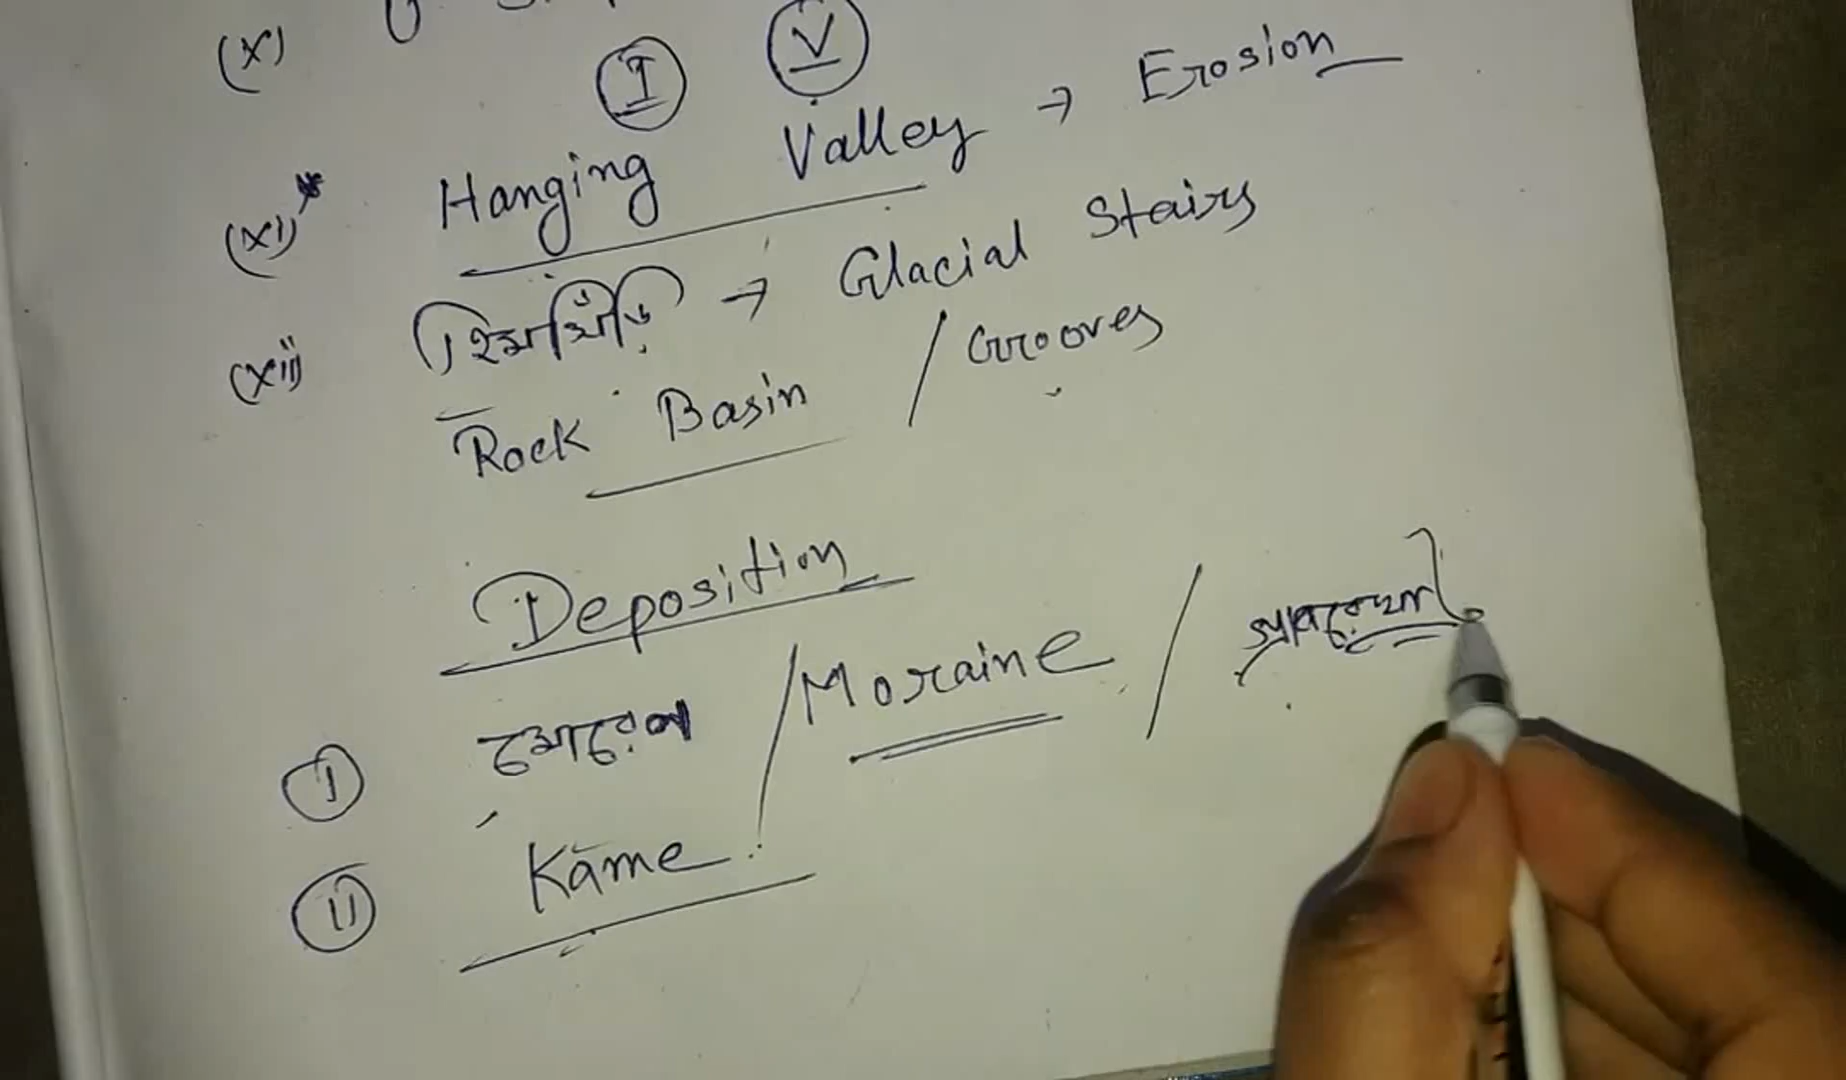 (X)
I V
(XI)* Hanging Valley → Erosion
(XII) হিমসিঁড়ি → Glacial Stairs
Rock Basin / Grooves
Deposition
I মোরেন / Moraine / গ্রাবরেখা
II Kame